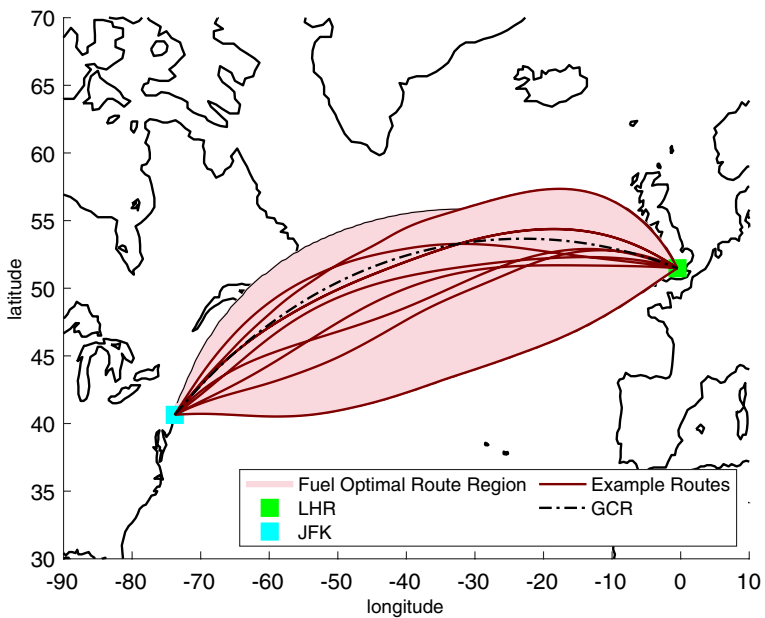 70
65
60
55
50
45
40
35
30
latitude
Fuel Optimal Route Region
Example Routes
LHR
GCR
JFK
-90 -80 -70 -60 -50 -40 -30 -20 -10 0 10
longitude